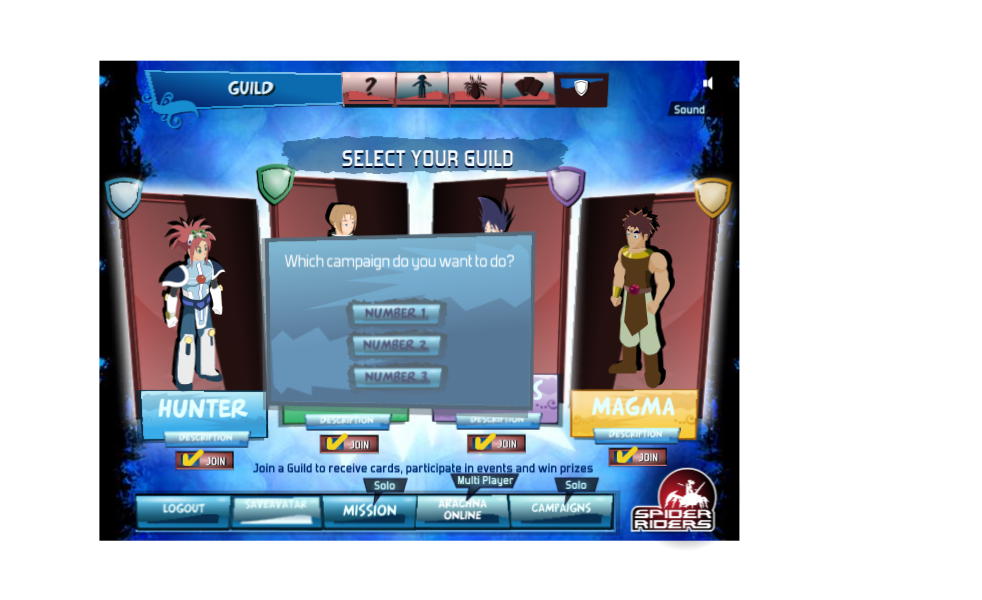 GUILD
?
Sound
SELECT YOUR GUILD
Which campaign do you want to do?
NUMBER 1.
NUMBER 2
NUMBER 3
HUNTER
S
MAGMA
DESCRIPTION
DESCRIPTION
DESCRIPTION
DESCRIPTION
JOIN
JOIN
JOIN
JOIN
Join a Guild to receive cards, participate in events and win prizes
Solo
Multi Player
Solo
LOGOUT
SAVE AVATAR
MISSION
ARACHNA
ONLINE
CAMPAIGNS
SPIDER
RIDERS